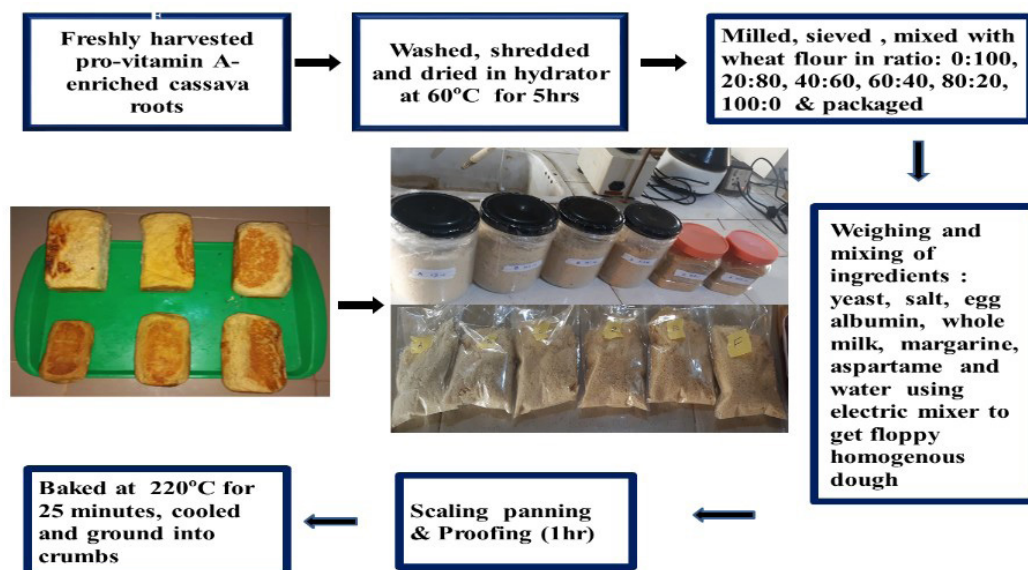 Freshly harvested
pro-vitamin A-
enriched cassava
roots
Washed, shredded
and dried in hydrator
at 60°C for 5hrs
Milled, sieved , mixed with
wheat flour in ratio: 0:100,
20:80, 40:60, 60:40, 80:20,
100:0 & packaged
Weighing and
mixing of
ingredients :
yeast, salt, egg
albumin, whole
milk, margarine,
aspartame and
water using
electric mixer to
get floppy
homogenous
dough
Scaling panning
& Proofing (1hr)
Baked at 220°C for
25 minutes, cooled
and ground into
crumbs